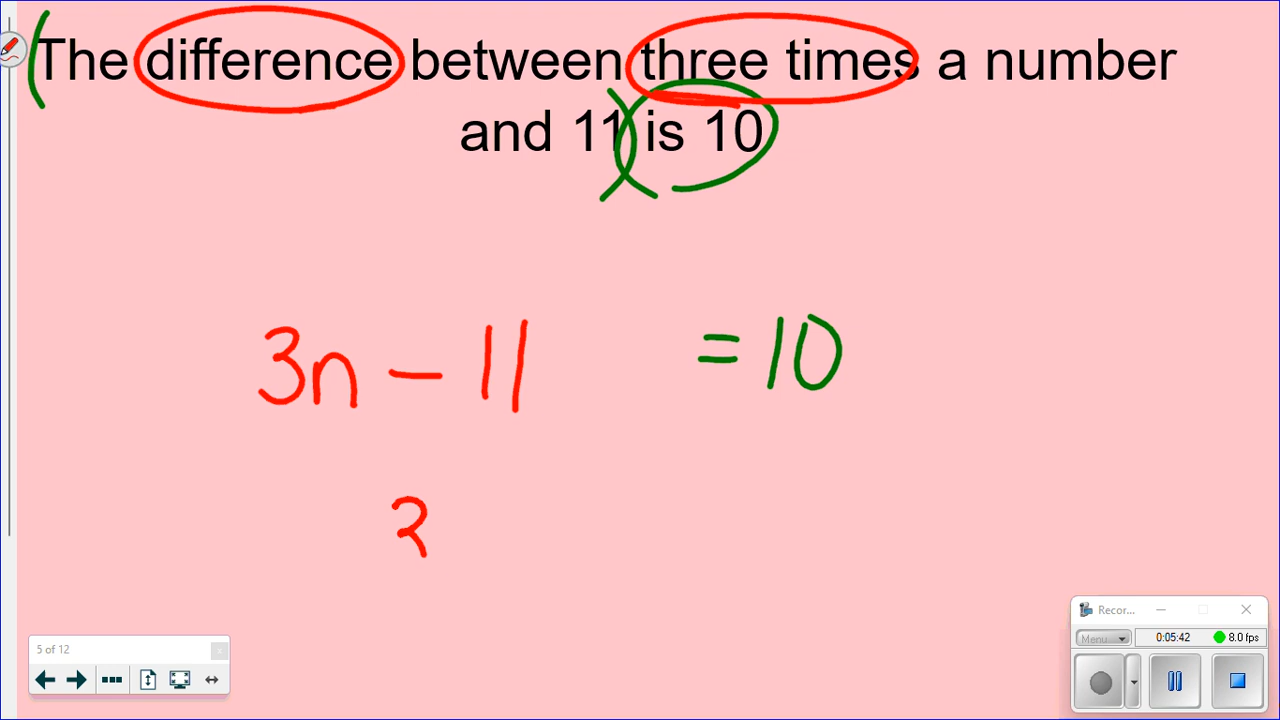 The difference between three times a number
and 11 is 10
3n - 11 = 10
3
5 of 12
Recor...
Menu
0:05:42
8.0 fps